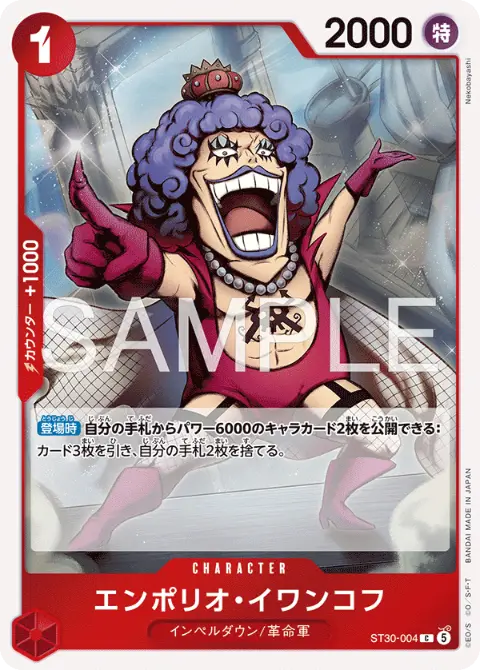 1
2000
特
Nekobayashi
カウンター +1000
SAMPLE
登場時 自分の手札からパワー6000のキャラカード2枚を公開できる:
カード3枚を引き、自分の手札2枚を捨てる。
CHARACTER
エンポリオ・イワンコフ
インペルダウン/革命軍
ST30-004 C 5
©EO/S ©O/S・F・T BANDAI MADE IN JAPAN